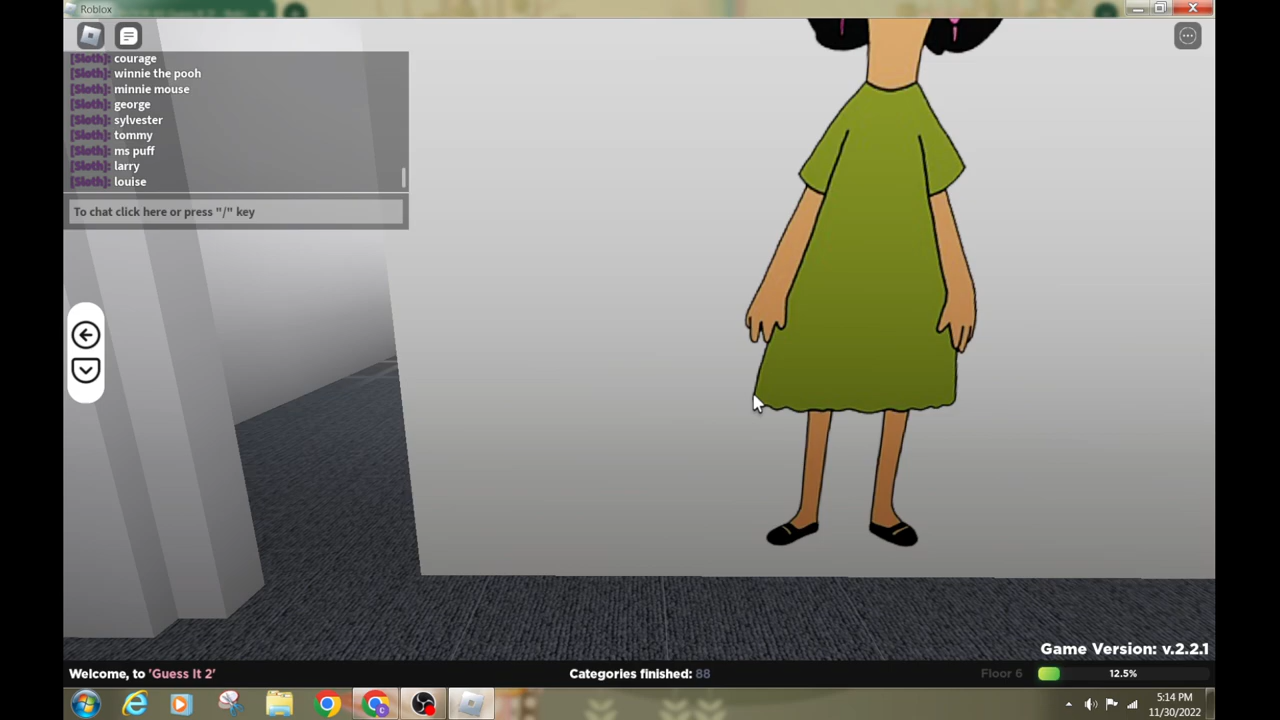 Roblox
[Sloth]: courage
[Sloth]: winnie the pooh
[Sloth]: minnie mouse
[Sloth]: george
[Sloth]: sylvester
[Sloth]: tommy
[Sloth]: ms puff
[Sloth]: larry
[Sloth]: louise
To chat click here or press "/" key
Game Version: v.2.2.1
Welcome, to 'Guess It 2'
Categories finished: 88
Floor 6
12.5%
5:14 PM
11/30/2022